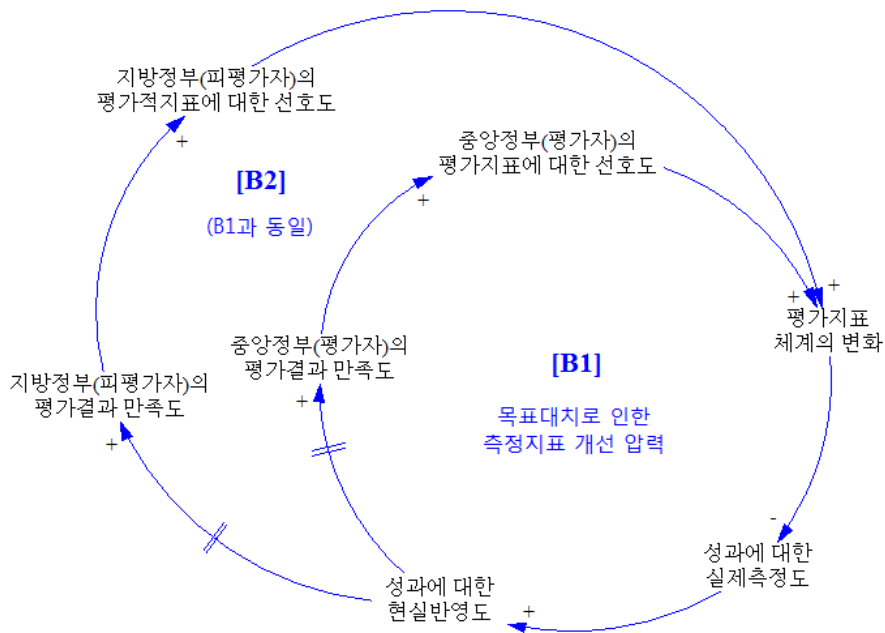 지방정부(피평가자)의
평가적지표에 대한 선호도
+
중앙정부(평가자)의
평가지표에 대한 선호도
[B2]
+
(B1과 동일)
+
+
평가지표
체계의 변화
중앙정부(평가자)의
평가결과 만족도
[B1]
지방정부(피평가자)의
평가결과 만족도
+
목표대치로 인한
측정지표 개선 압력
+
-
성과에 대한
실제측정도
성과에 대한
현실반영도
+